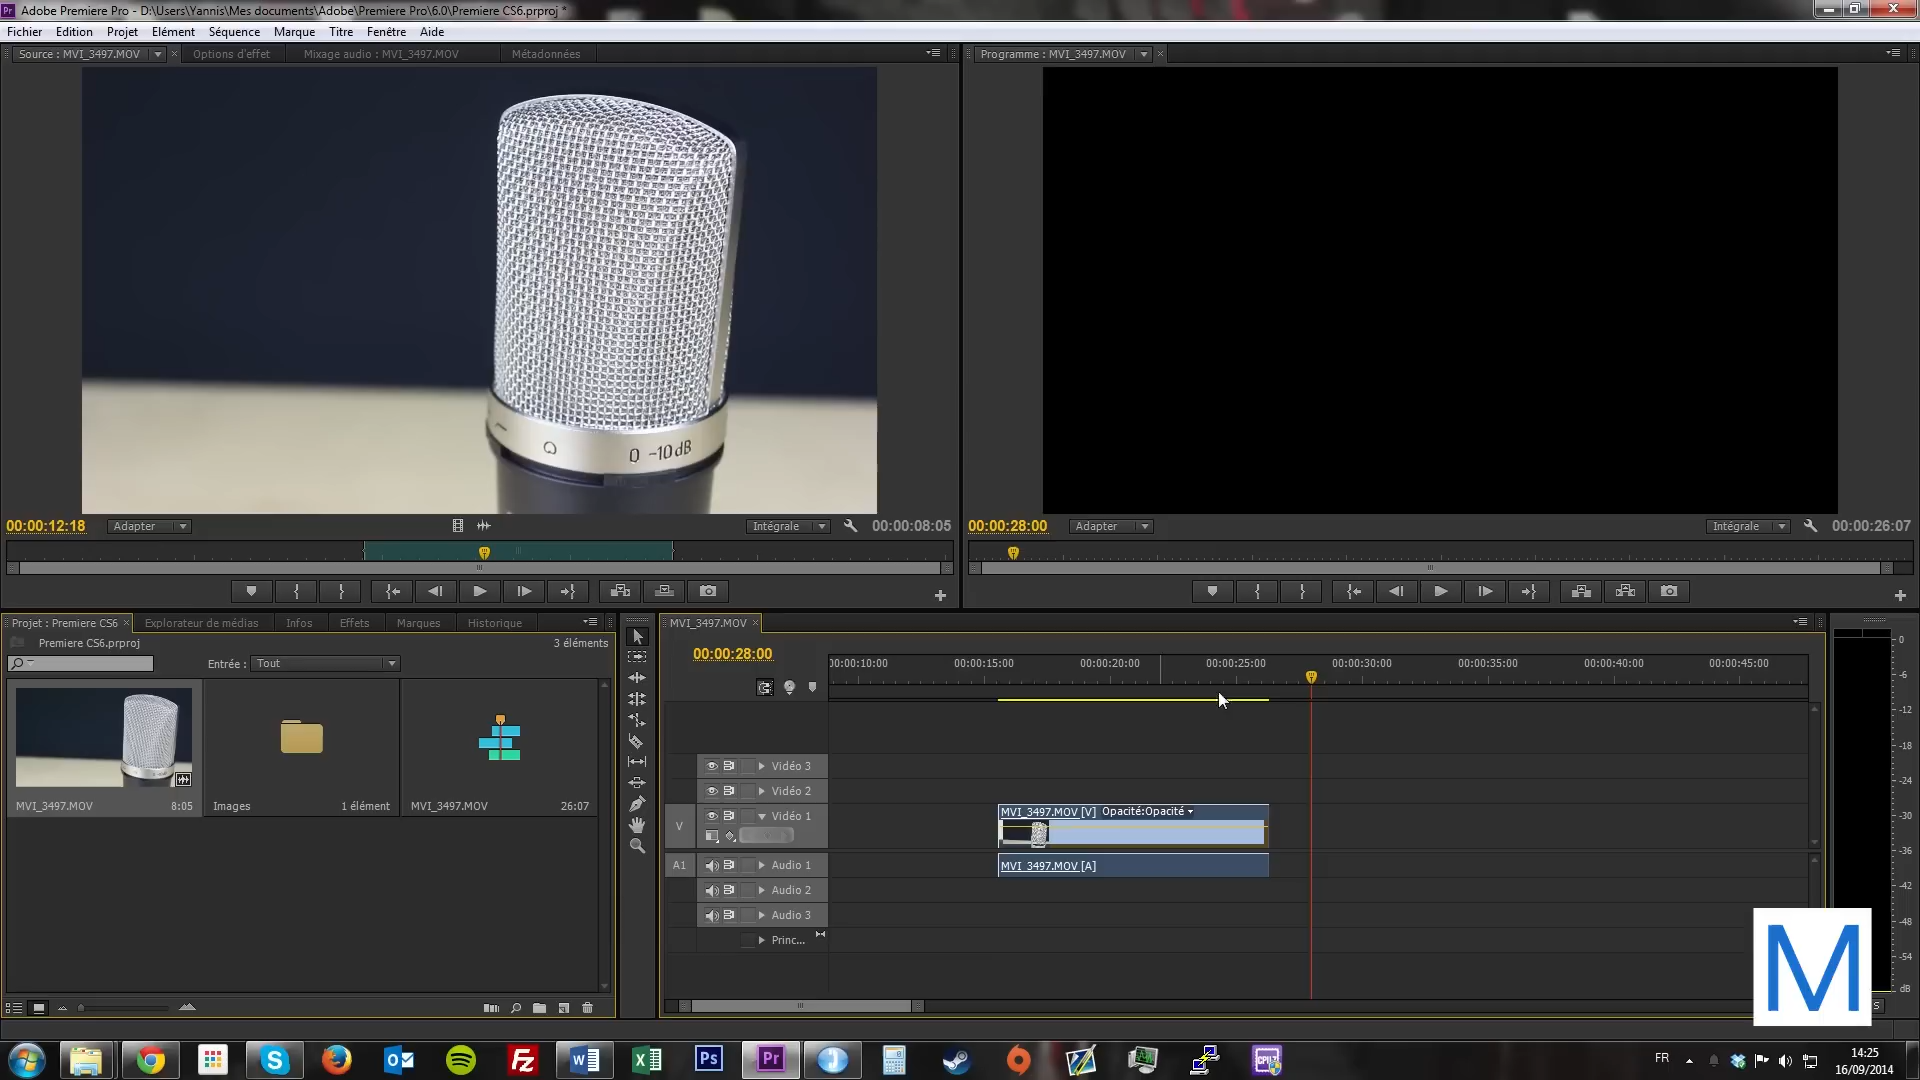 Adobe Premiere Pro - D:\Users\Yannis\Mes documents\Adobe\Premiere Pro\6.0\Premiere CS6.prproj *
Fichier Edition Projet Elément Séquence Marque Titre Fenêtre Aide
Source : MVI_3497.MOV Options d'effet Mixage audio : MVI_3497.MOV Métadonnées
Programme : MVI_3497.MOV
-10 dB
00:00:12:18 Adapter Intégrale 00:00:08:05
00:00:28:00 Adapter Intégrale 00:00:26:07
Projet : Premiere CS6 Explorateur de médias Infos Effets Marques Historique
Premiere CS6.prproj 3 éléments
Entrée : Tout
MVI_3497.MOV 8:05
Images 1 élément
MVI_3497.MOV 26:07
MVI_3497.MOV
00:00:28:00
00:00:10:00 00:00:15:00 00:00:20:00 00:00:25:00 00:00:30:00 00:00:35:00 00:00:40:00 00:00:45:00
Vidéo 3
Vidéo 2
V Vidéo 1
MVI_3497.MOV [V] Opacité:Opacité
A1 Audio 1
MVI_3497.MOV [A]
Audio 2
Audio 3
Princ...
0
-6
-12
-18
-24
-30
-36
-42
-48
-54
dB
S
M
FR
14:25
16/09/2014